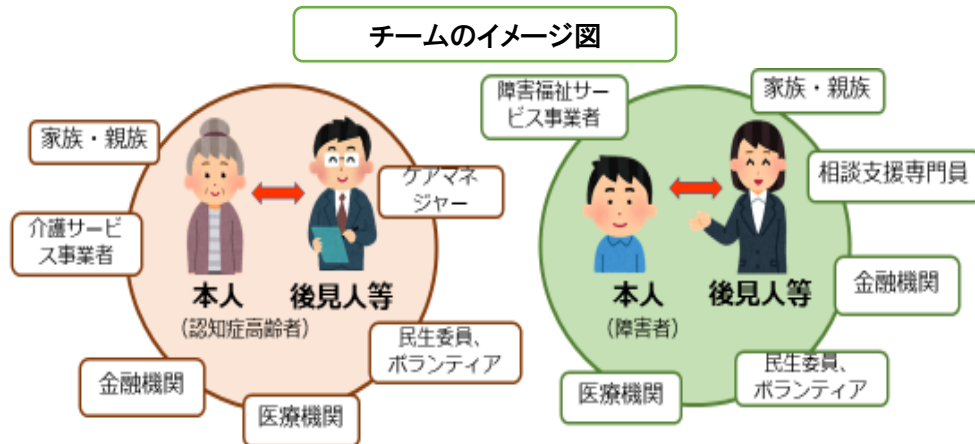 チームのイメージ図
家族・親族
介護サービ
ス事業者
ケアマネ
ジャー
本人
(認知症高齢者)
後見人等
民生委員、
ボランティア
金融機関
医療機関
障害福祉サー
ビス事業者
家族・親族
相談支援専門員
本人
(障害者)
後見人等
金融機関
民生委員、
ボランティア
医療機関